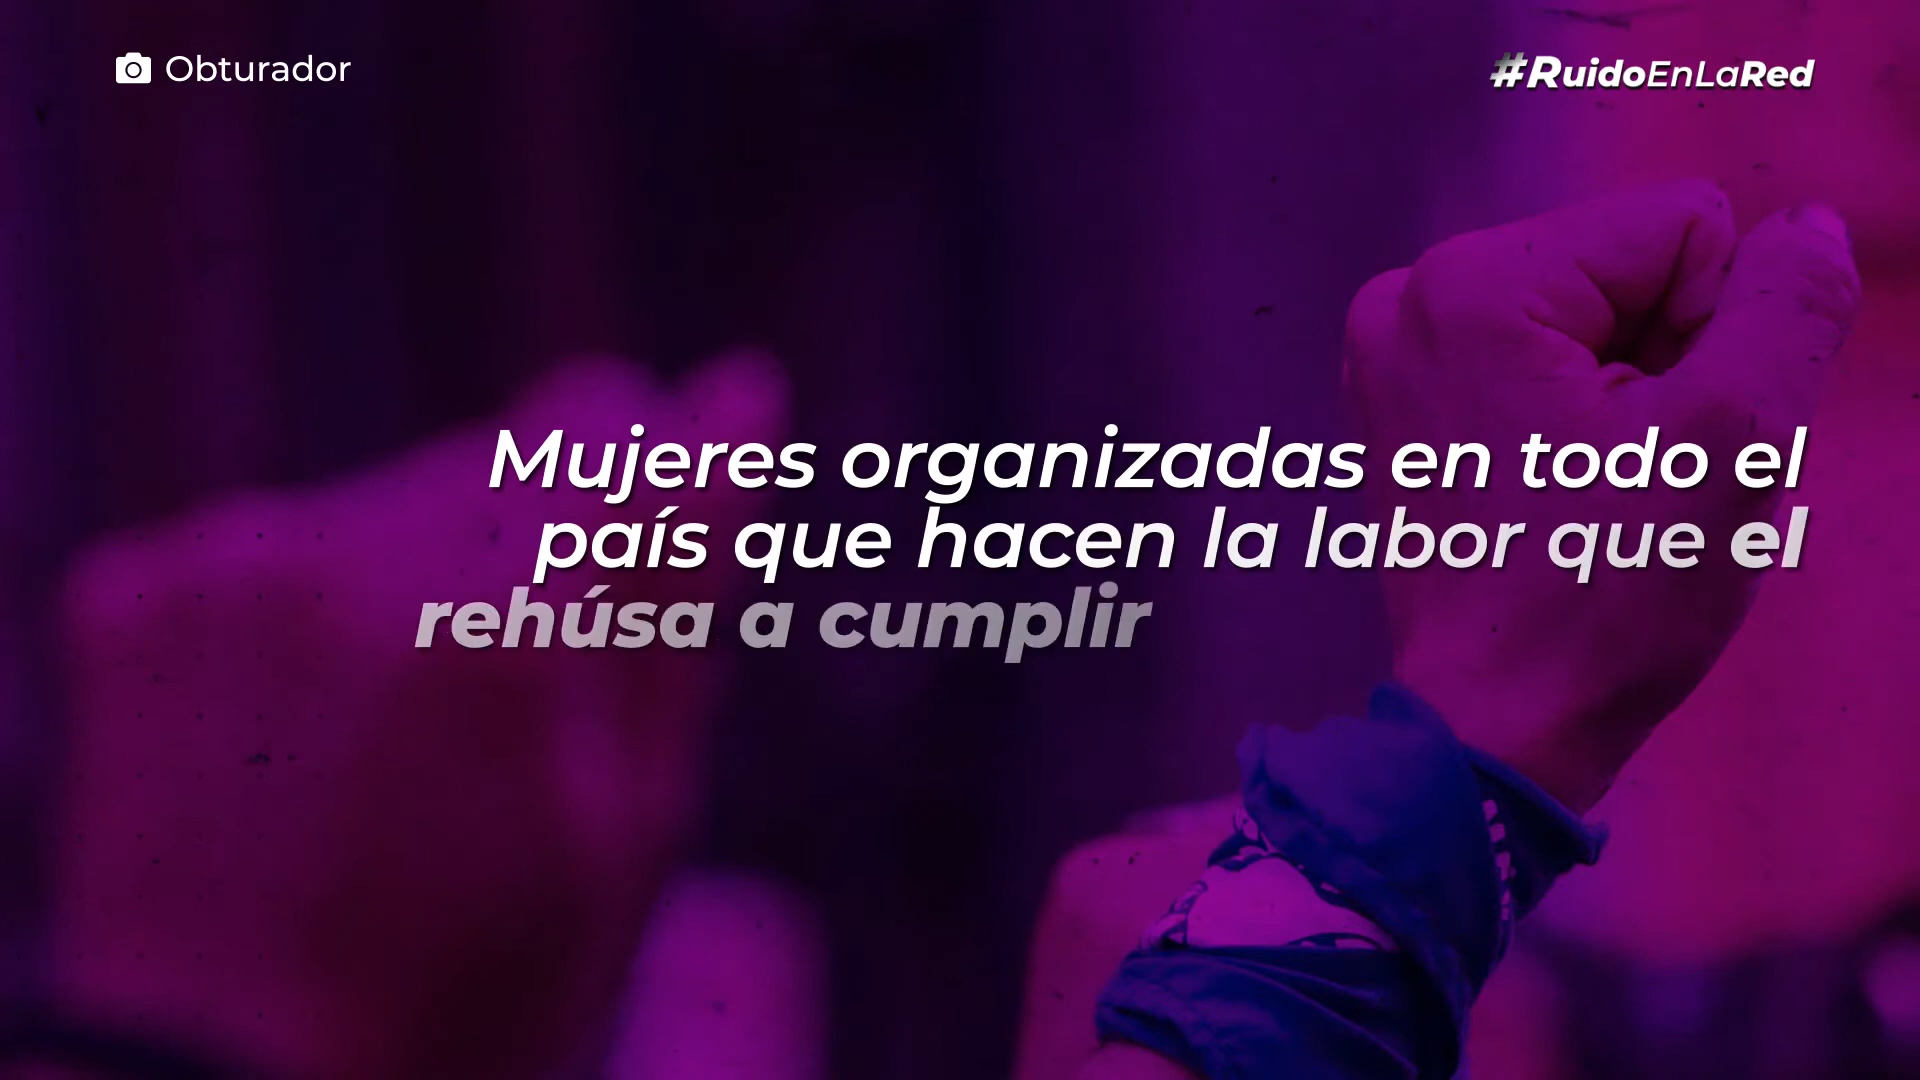 Obturador
#RuidoEnLaRed
Mujeres organizadas en todo el
país que hacen la labor que el
rehúsa a cumplir